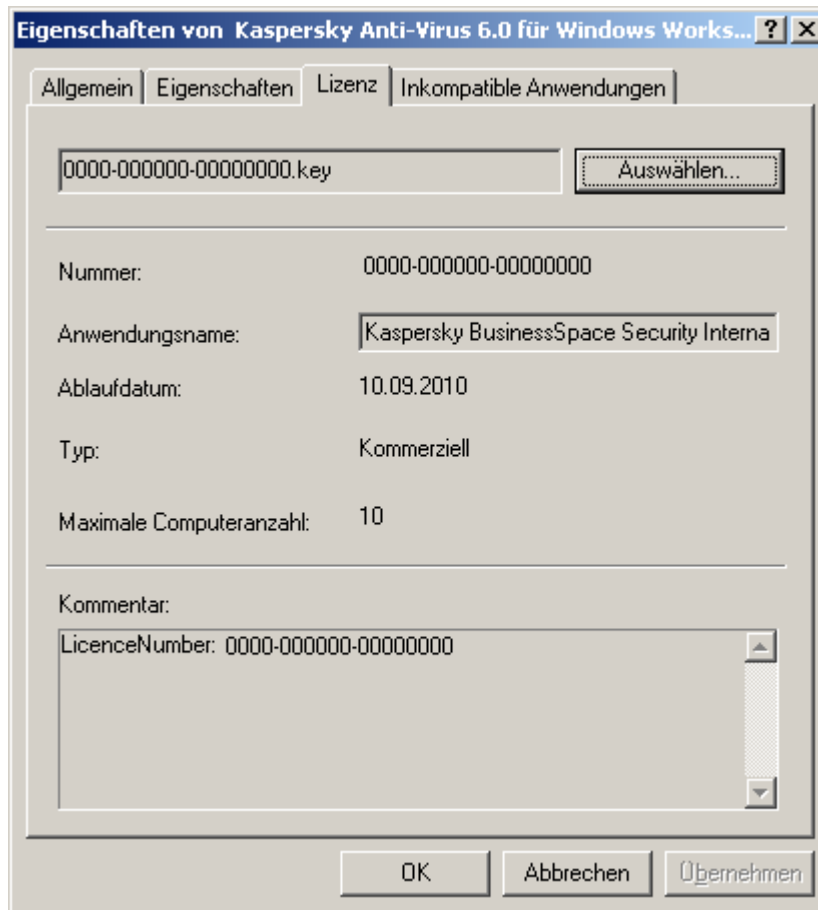 Eigenschaften von Kaspersky Anti-Virus 6.0 für Windows Works...
Allgemein Eigenschaften Lizenz Inkompatible Anwendungen
0000-000000-00000000.key Auswählen...
Nummer: 0000-000000-00000000
Anwendungsname: Kaspersky BusinessSpace Security Interna
Ablaufdatum: 10.09.2010
Typ: Kommerziell
Maximale Computeranzahl: 10
Kommentar:
LicenceNumber: 0000-000000-00000000
OK Abbrechen Übernehmen